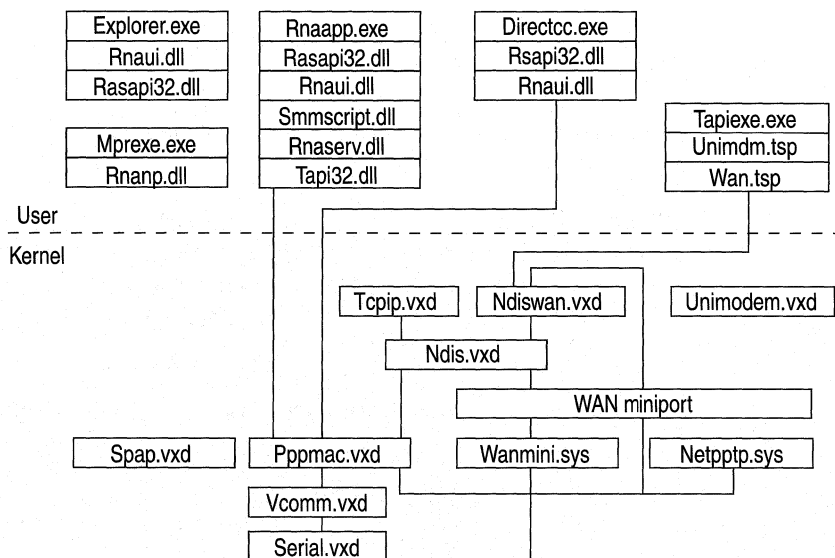 Explorer.exe
Rnaui.dll
Rasapi32.dll
Mprexe.exe
Rnanp.dll
Rnaapp.exe
Rasapi32.dll
Rnaui.dll
Smmscript.dll
Rnaserv.dll
Tapi32.dll
Directcc.exe
Rsapi32.dll
Rnaui.dll
Tapiexe.exe
Unimdm.tsp
Wan.tsp
User
Kernel
Tcpip.vxd
Ndiswan.vxd
Unimodem.vxd
Ndis.vxd
WAN miniport
Spap.vxd
Pppmac.vxd
Wanmini.sys
Netpptp.sys
Vcomm.vxd
Serial.vxd